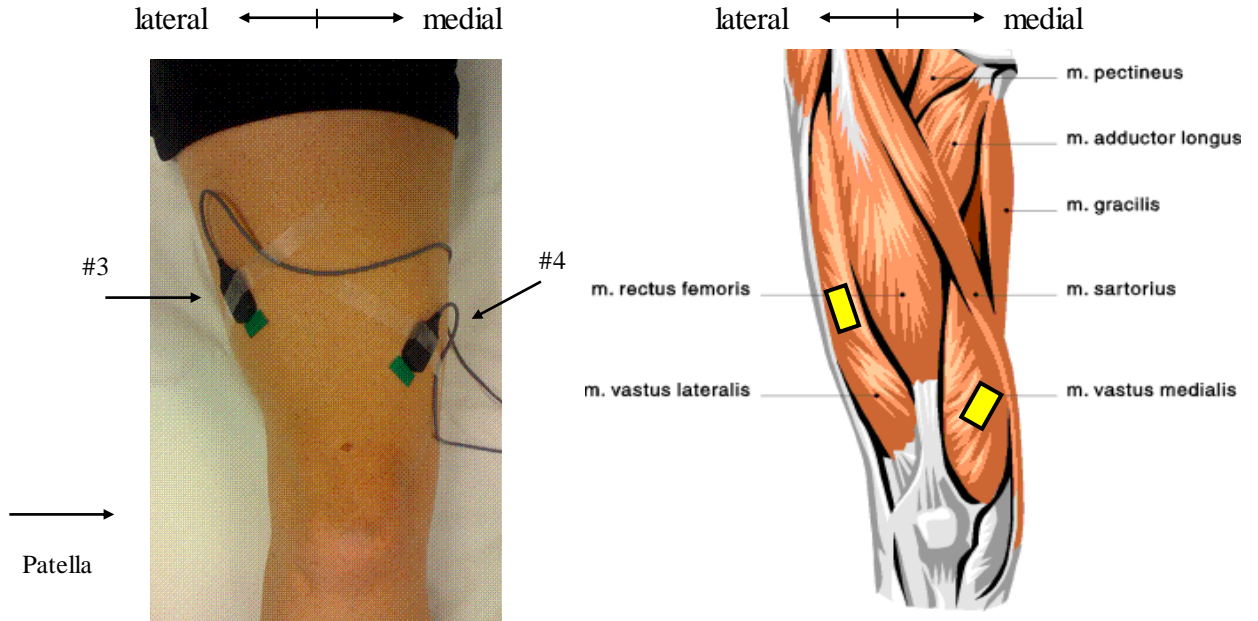 lateral medial
lateral medial
m. pectineus
m. adductor longus
m. gracilis
#3
#4
m. rectus femoris
m. sartorius
m. vastus lateralis
m. vastus medialis
Patella